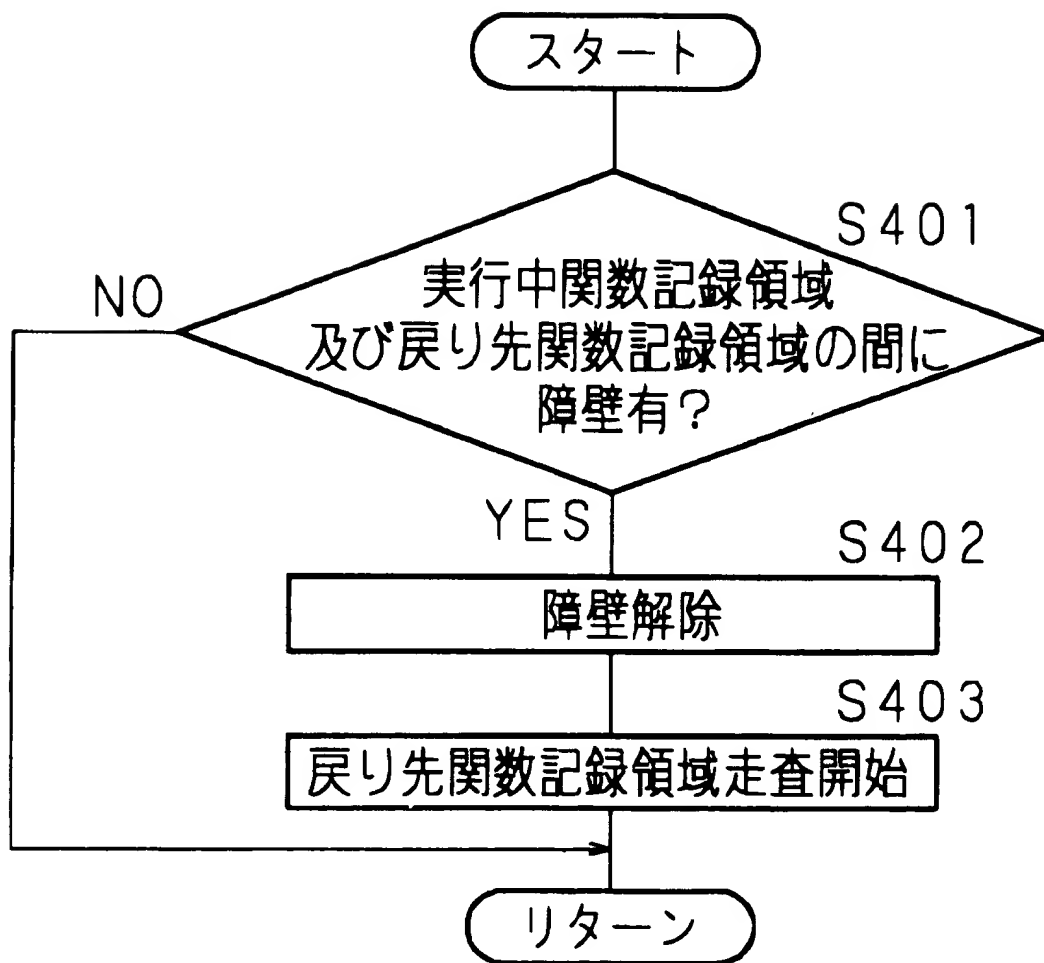 スタート
S401
実行中関数記録領域
及び戻り先関数記録領域の間に
障壁有?
NO
YES
S402
障壁解除
S403
戻り先関数記録領域走査開始
リターン